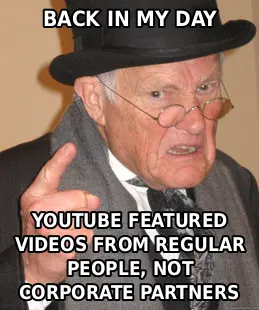 BACK IN MY DAY
YOUTUBE FEATURED
VIDEOS FROM REGULAR
PEOPLE, NOT
CORPORATE PARTNERS